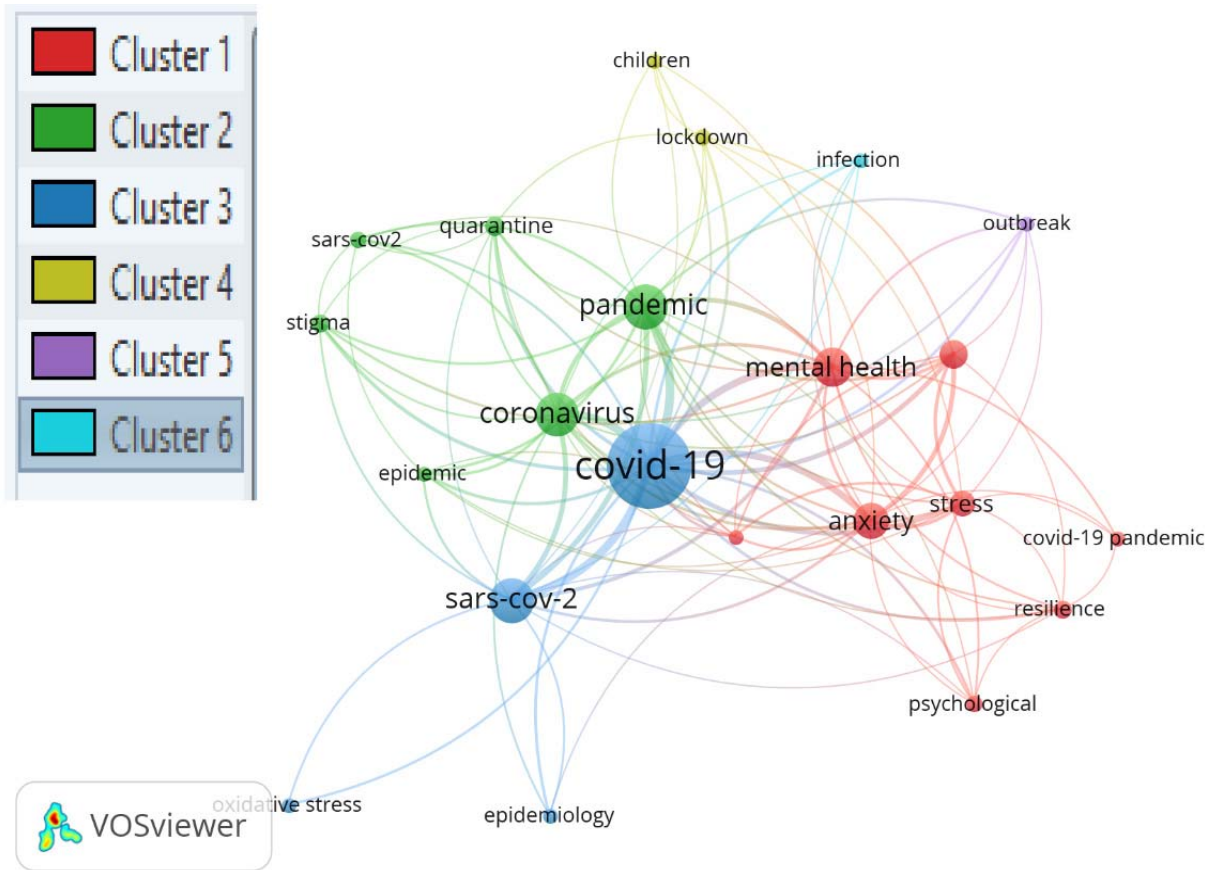 Cluster 1
Cluster 2
Cluster 3
Cluster 4
Cluster 5
Cluster 6
children
lockdown
infection
outbreak
quarantine
sars-cov2
pandemic
stigma
mental health
coronavirus
covid-19
epidemic
stress
anxiety
covid-19 pandemic
sars-cov-2
resilience
psychological
oxidative stress
epidemiology
VOSviewer